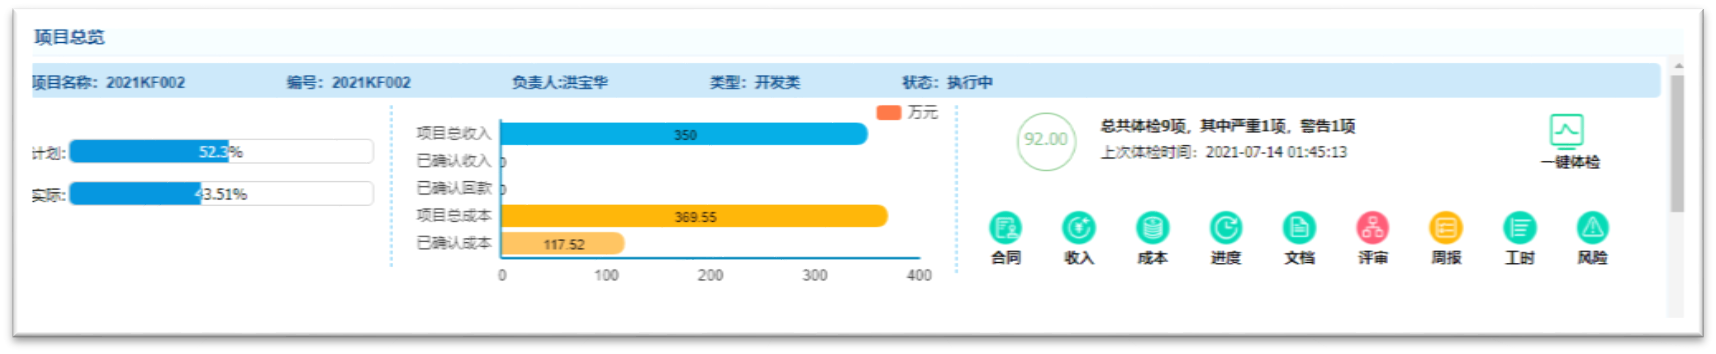 项目总览
项目名称：2021KF002 编号：2021KF002 负责人:洪宝华 类型：开发类 状态：执行中
计划: 52.3%
实际: 43.51%
万元
项目总收入 350
已确认收入 0
已确认回款 0
项目总成本 369.55
已确认成本 117.52
0 100 200 300 400
92.00
总共体检9项，其中严重1项，警告1项
上次体检时间：2021-07-14 01:45:13
一键体检
合同 收入 成本 进度 文档 评审 周报 工时 风险